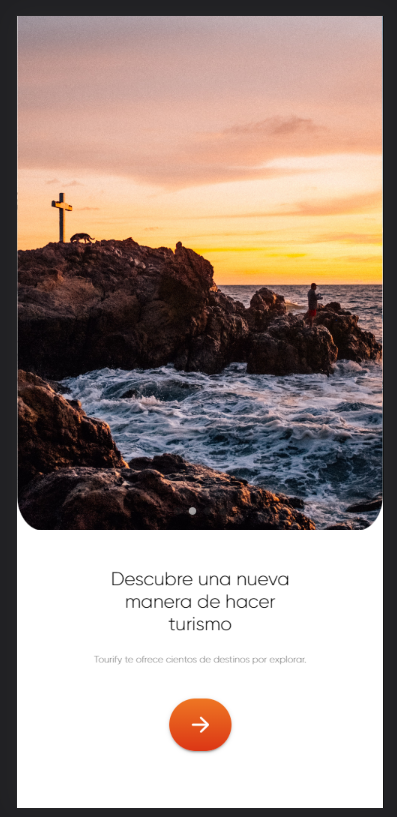 Descubre una nueva
manera de hacer
turismo
Tourify te ofrece cientos de destinos por explorar.